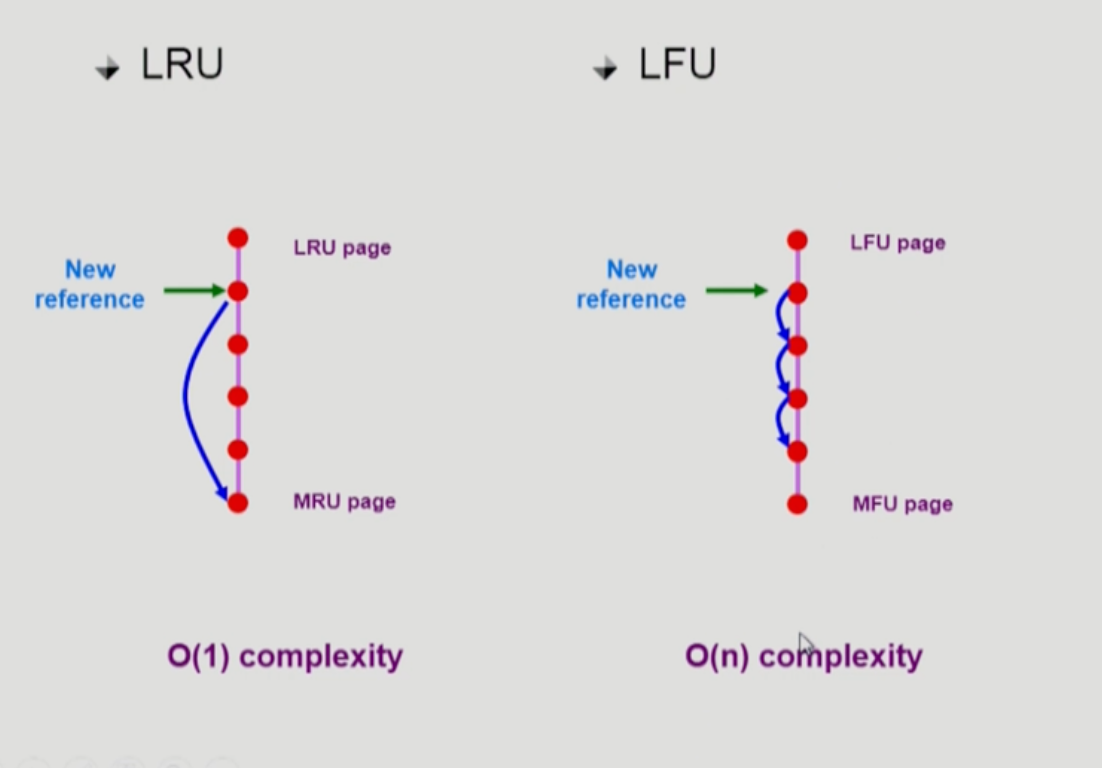 LRU
LFU
LRU page
New
reference
MRU page
O(1) complexity
LFU page
New
reference
MFU page
O(n) complexity